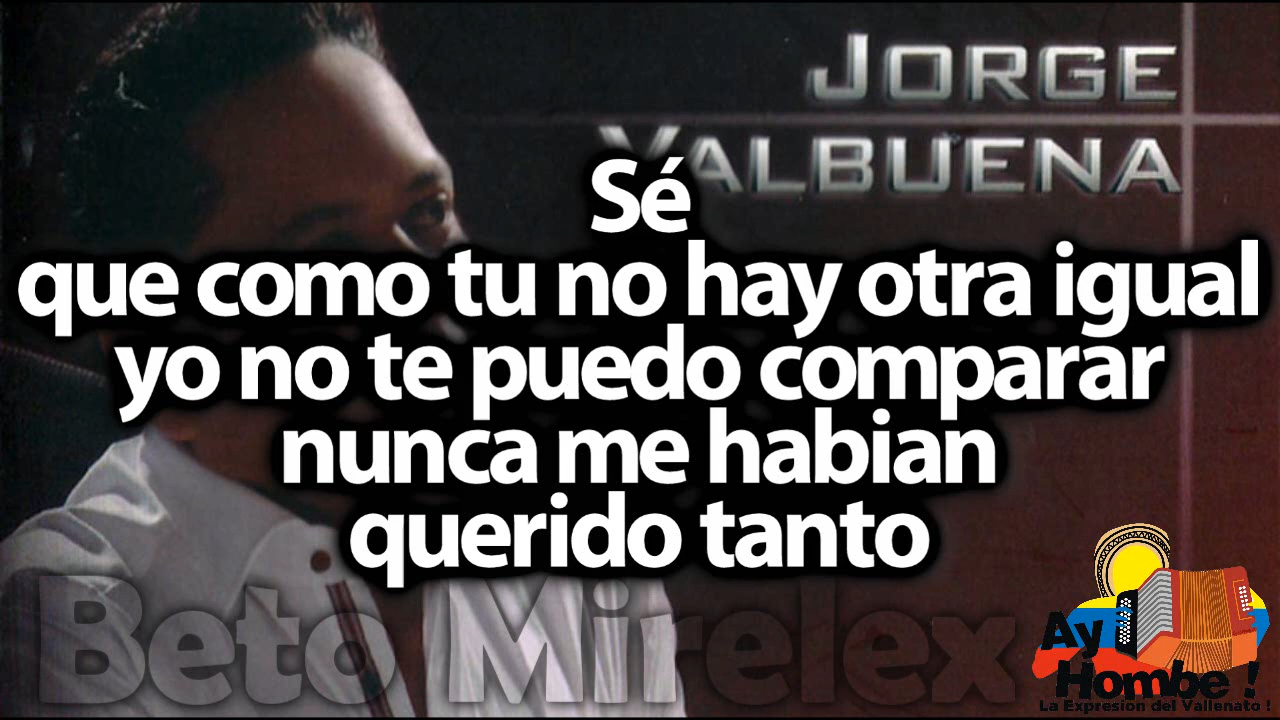 JORGE
VALBUENA
Sé
que como tu no hay otra igual
yo no te puedo comparar
nunca me habian
querido tanto
Beto Mirelex
Ay
Hombe !
La Expresion del Vallenato !